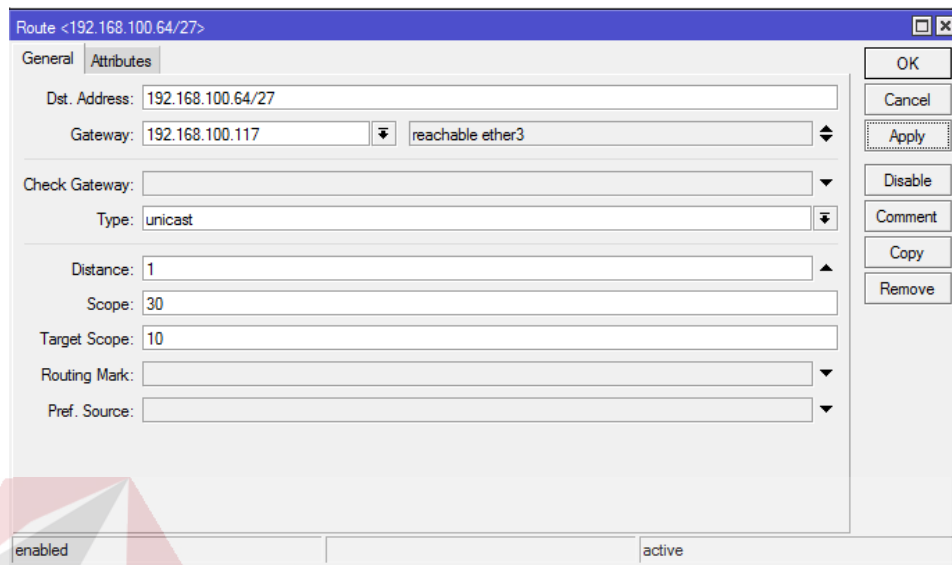 Route <192.168.100.64/27>
General Attributes
Dst. Address: 192.168.100.64/27
Gateway: 192.168.100.117 reachable ether3
Check Gateway:
Type: unicast
Distance: 1
Scope: 30
Target Scope: 10
Routing Mark:
Pref. Source:
OK
Cancel
Apply
Disable
Comment
Copy
Remove
enabled active